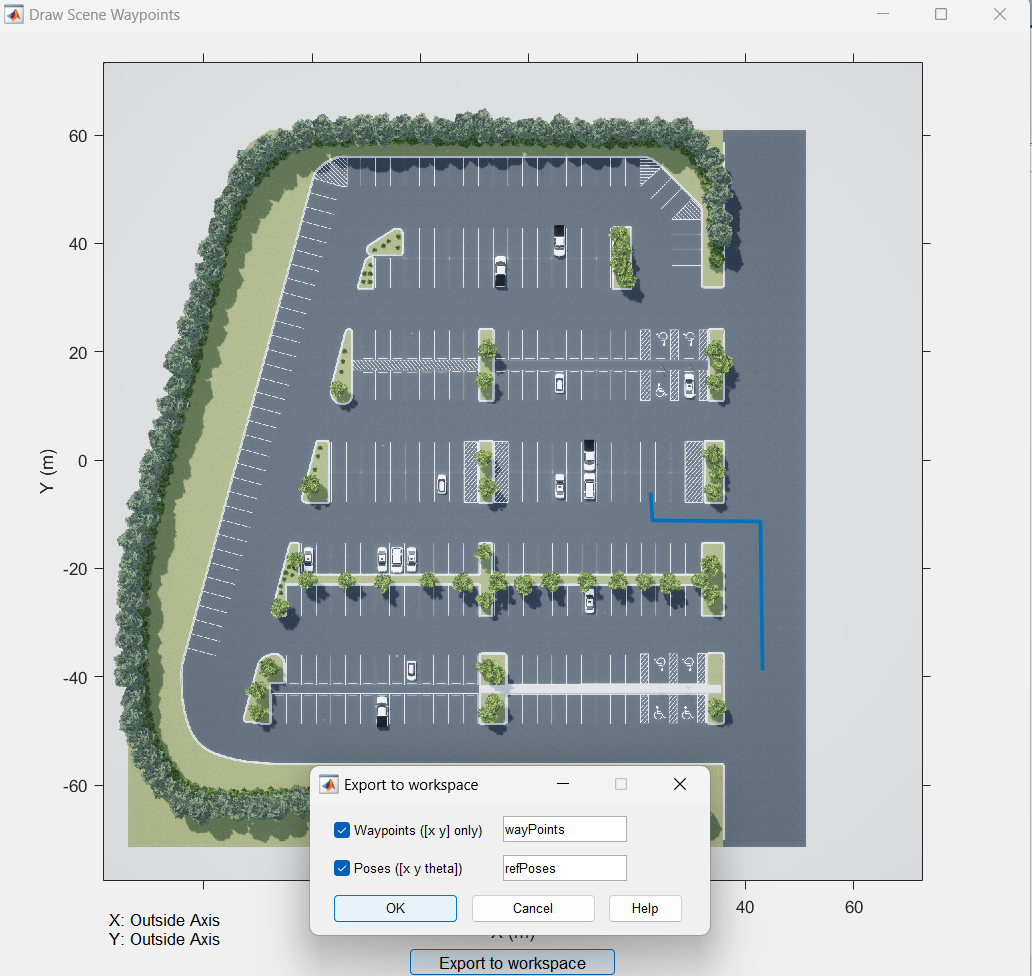 Draw Scene Waypoints
60
40
20
0
-20
-40
-60
Y (m)
Export to workspace
Waypoints ([x y] only)
wayPoints
Poses ([x y theta])
refPoses
OK
Cancel
Help
40
60
X (m)
X: Outside Axis
Y: Outside Axis
Export to workspace